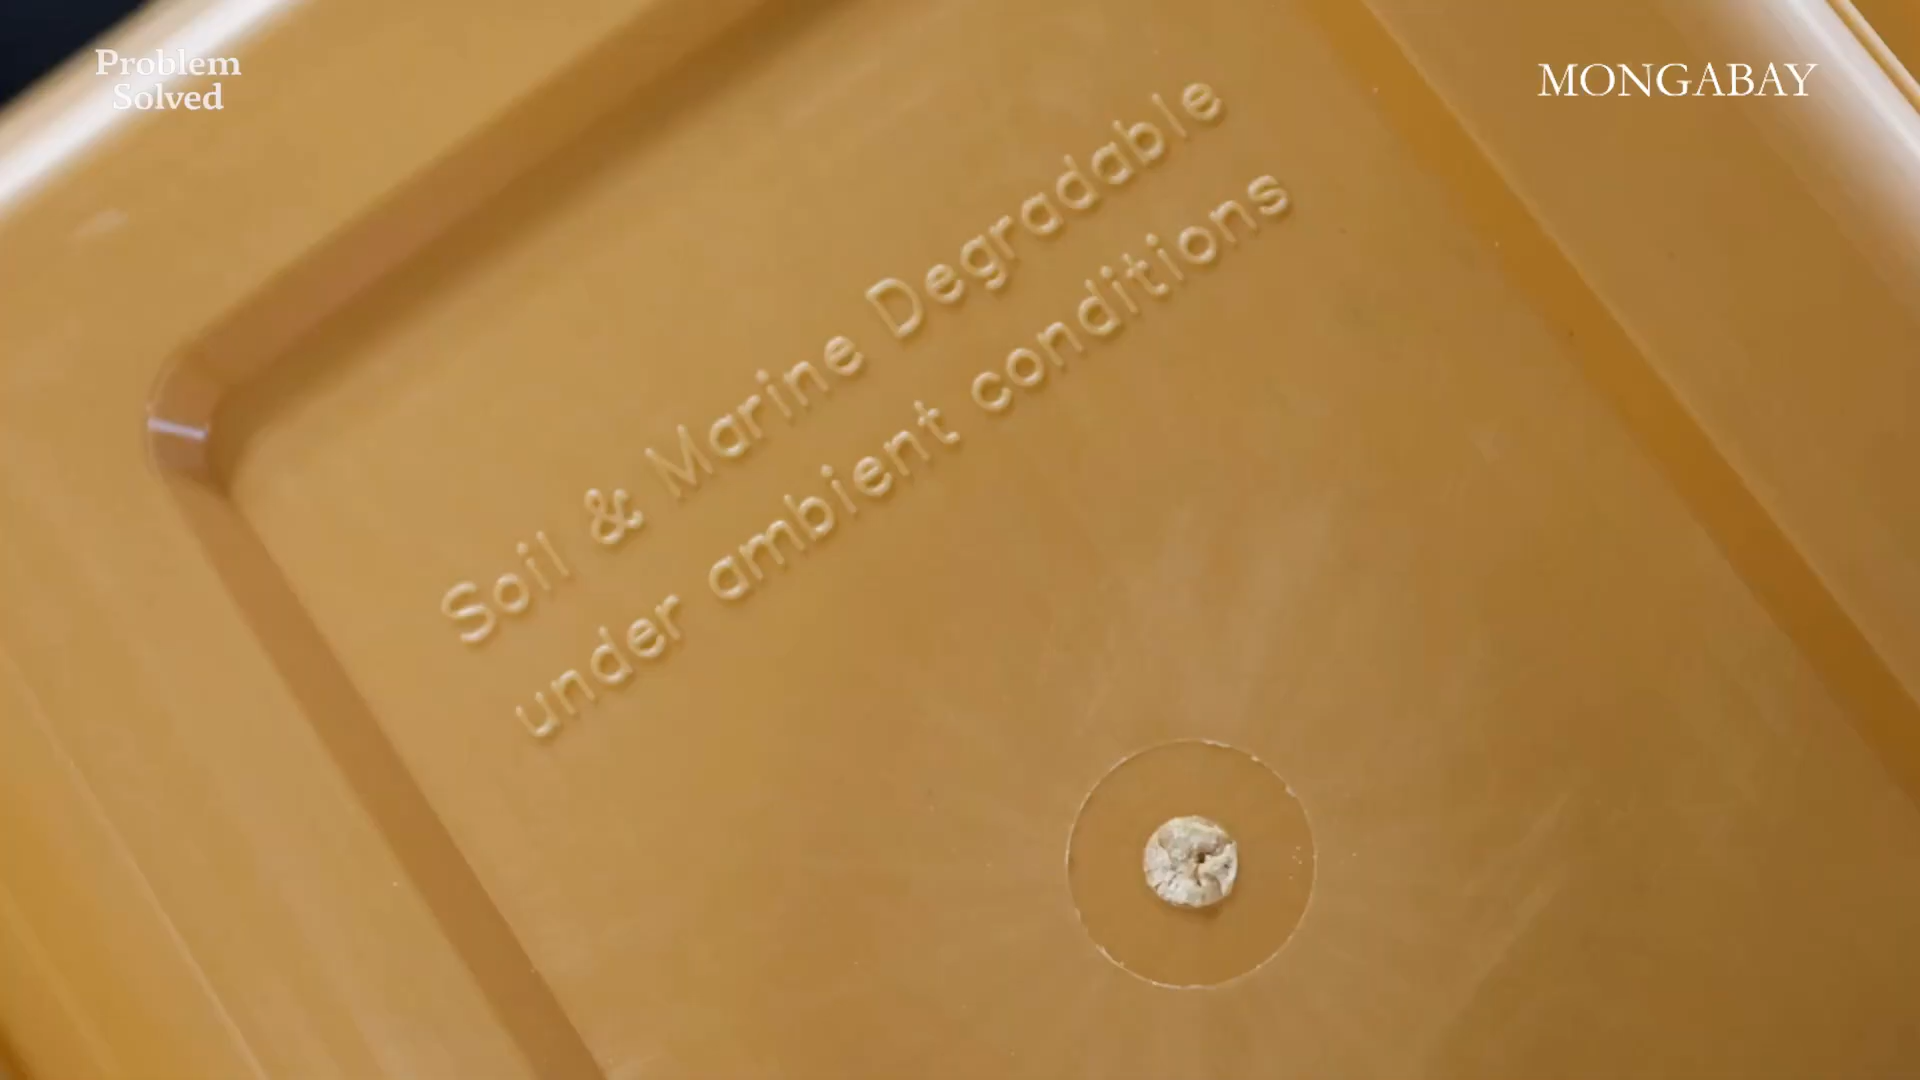 Problem
Solved
MONGABAY
Soil & Marine Degradable
under ambient conditions